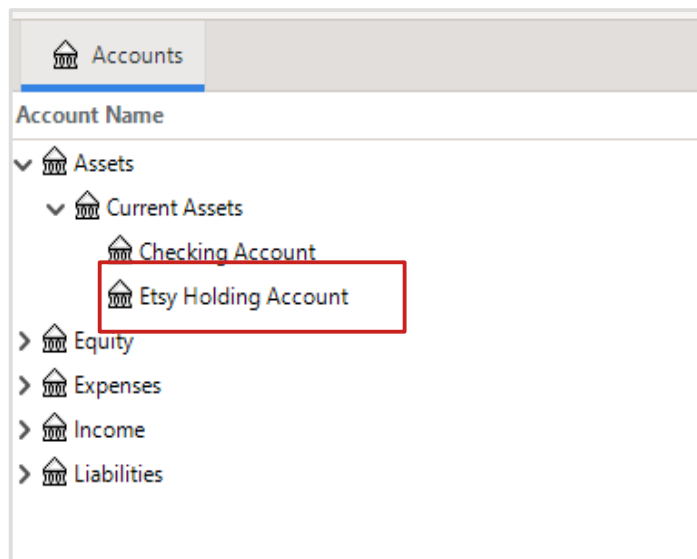 Accounts
Account Name
Assets
Current Assets
Checking Account
Etsy Holding Account
Equity
Expenses
Income
Liabilities